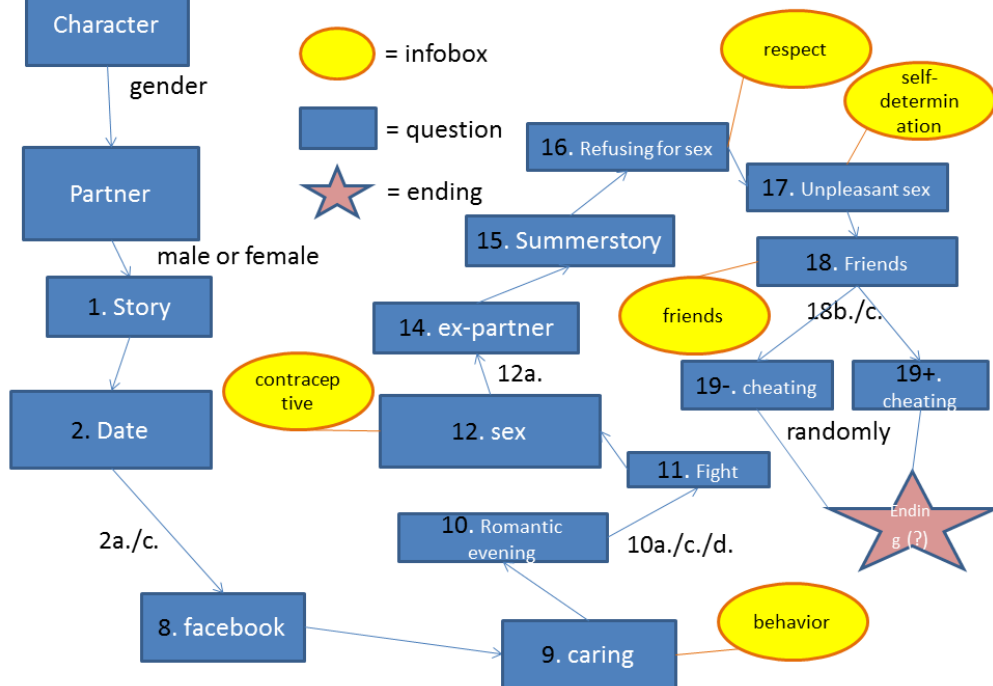 Character
gender
Partner
male or female
1. Story
2. Date
2a./c.
8. facebook
= infobox
= question
= ending
respect
self-
determin
ation
16. Refusing for sex
17. Unpleasant sex
15. Summerstory
18. Friends
friends
18b./c.
14. ex-partner
12a.
contracep
tive
12. sex
19-. cheating
19+.
cheating
randomly
11. Fight
10. Romantic
evening
10a./c./d.
Endin
g (?)
9. caring
behavior